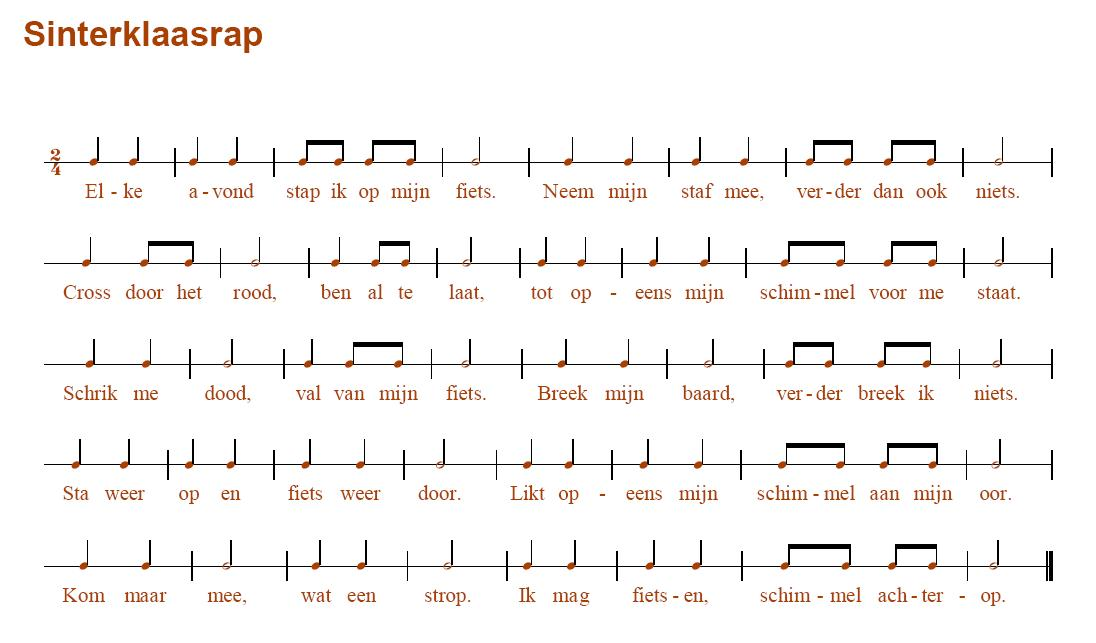 Sinterklaasrap
2/4
El - ke a - vond stap ik op mijn fiets. Neem mijn staf mee, ver - der dan ook niets.
Cross door het rood, ben al te laat, tot op - eens mijn schim - mel voor me staat.
Schrik me dood, val van mijn fiets. Breek mijn baard, ver - der breek ik niets.
Sta weer op en fiets weer door. Likt op - eens mijn schim - mel aan mijn oor.
Kom maar mee, wat een strop. Ik mag fiets - en, schim - mel ach - ter - op.